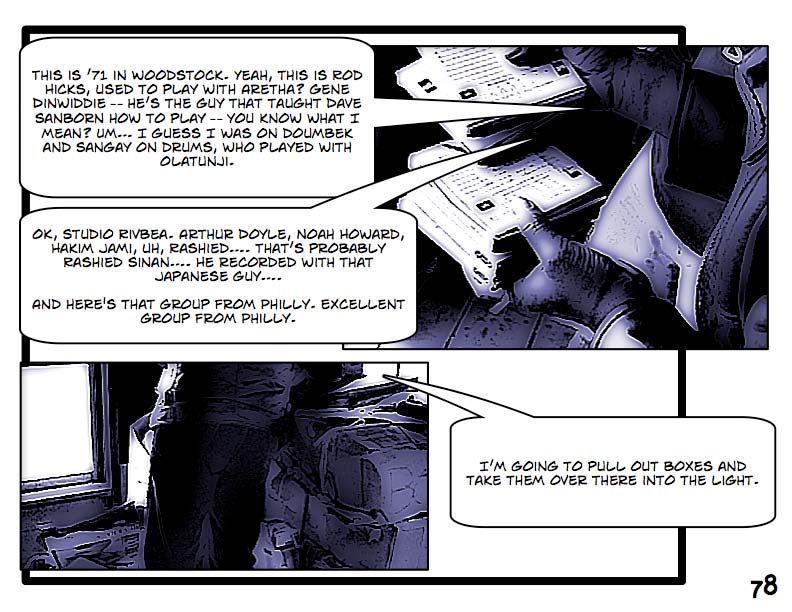 THIS IS '71 IN WOODSTOCK. YEAH, THIS IS ROD
HICKS, USED TO PLAY WITH ARETHA? GENE
DINWIDDIE -- HE'S THE GUY THAT TAUGHT DAVE
SANBORN HOW TO PLAY -- YOU KNOW WHAT I
MEAN? UM... I GUESS I WAS ON DOUMBEK
AND SANGAY ON DRUMS, WHO PLAYED WITH
OLATUNJI.
OK, STUDIO RIVBEA. ARTHUR DOYLE, NOAH HOWARD,
HAKIM JAMI, UH, RASHIED.... THAT'S PROBABLY
RASHIED SINAN.... HE RECORDED WITH THAT
JAPANESE GUY....
AND HERE'S THAT GROUP FROM PHILLY. EXCELLENT
GROUP FROM PHILLY.
I'M GOING TO PULL OUT BOXES AND
TAKE THEM OVER THERE INTO THE LIGHT.
78